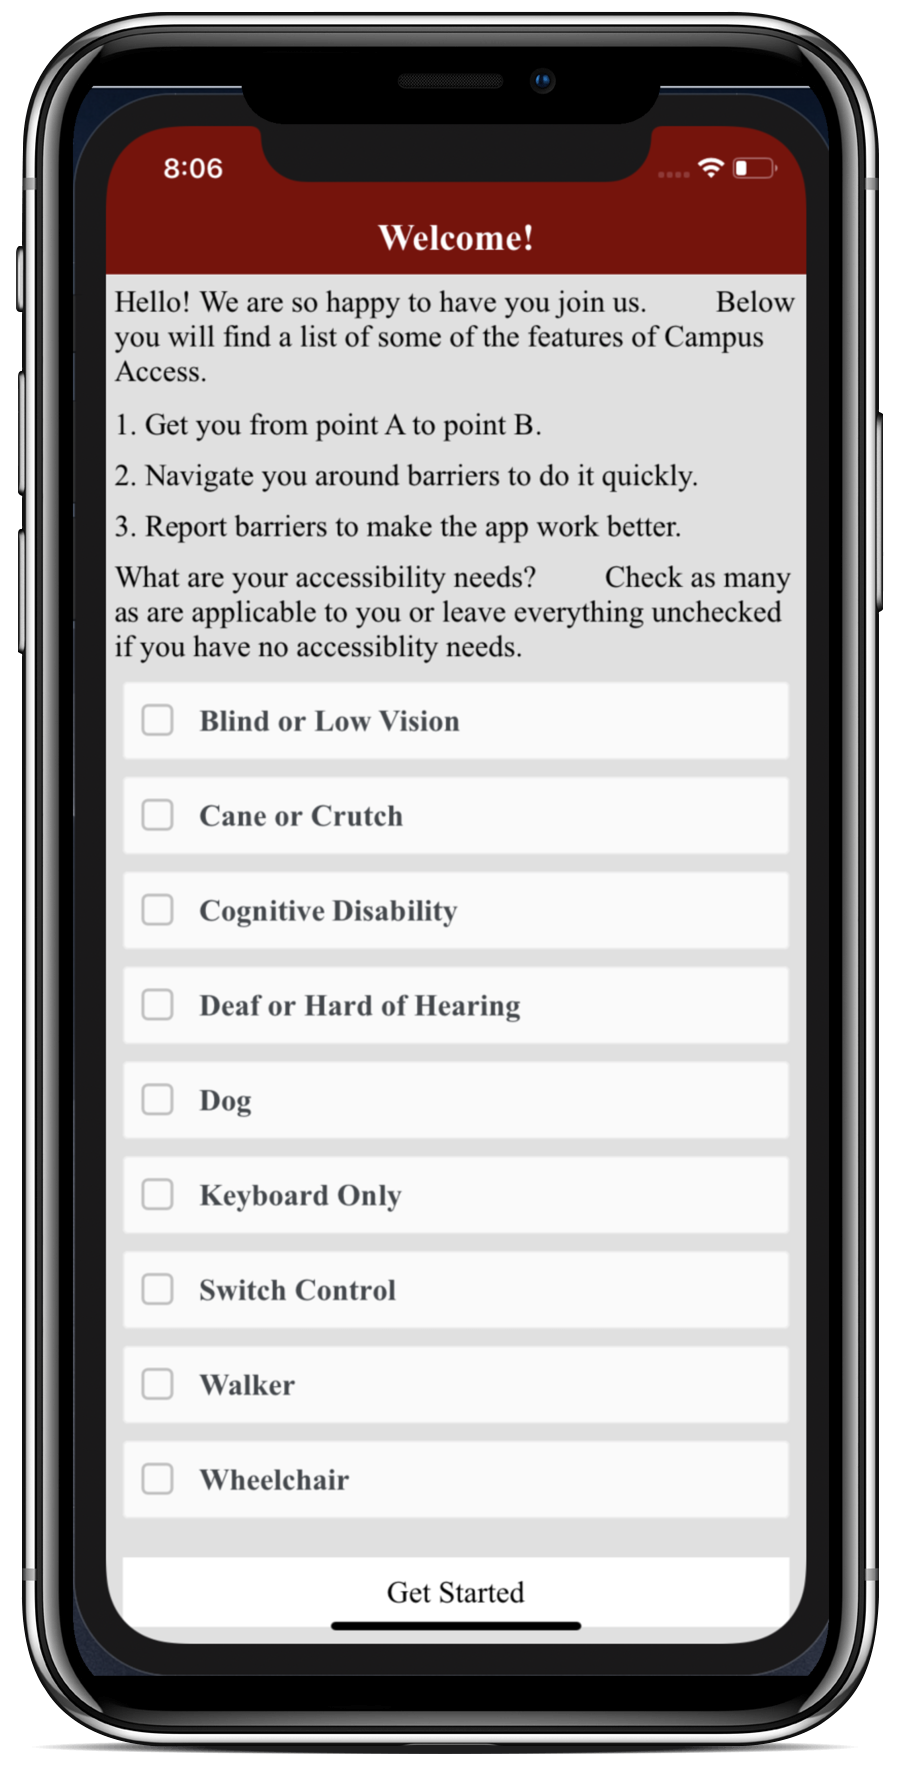 8:06
Welcome!
Hello! We are so happy to have you join us. Below
you will find a list of some of the features of Campus
Access.
1. Get you from point A to point B.
2. Navigate you around barriers to do it quickly.
3. Report barriers to make the app work better.
What are your accessibility needs? Check as many
as are applicable to you or leave everything unchecked
if you have no accessiblity needs.
Blind or Low Vision
Cane or Crutch
Cognitive Disability
Deaf or Hard of Hearing
Dog
Keyboard Only
Switch Control
Walker
Wheelchair
Get Started